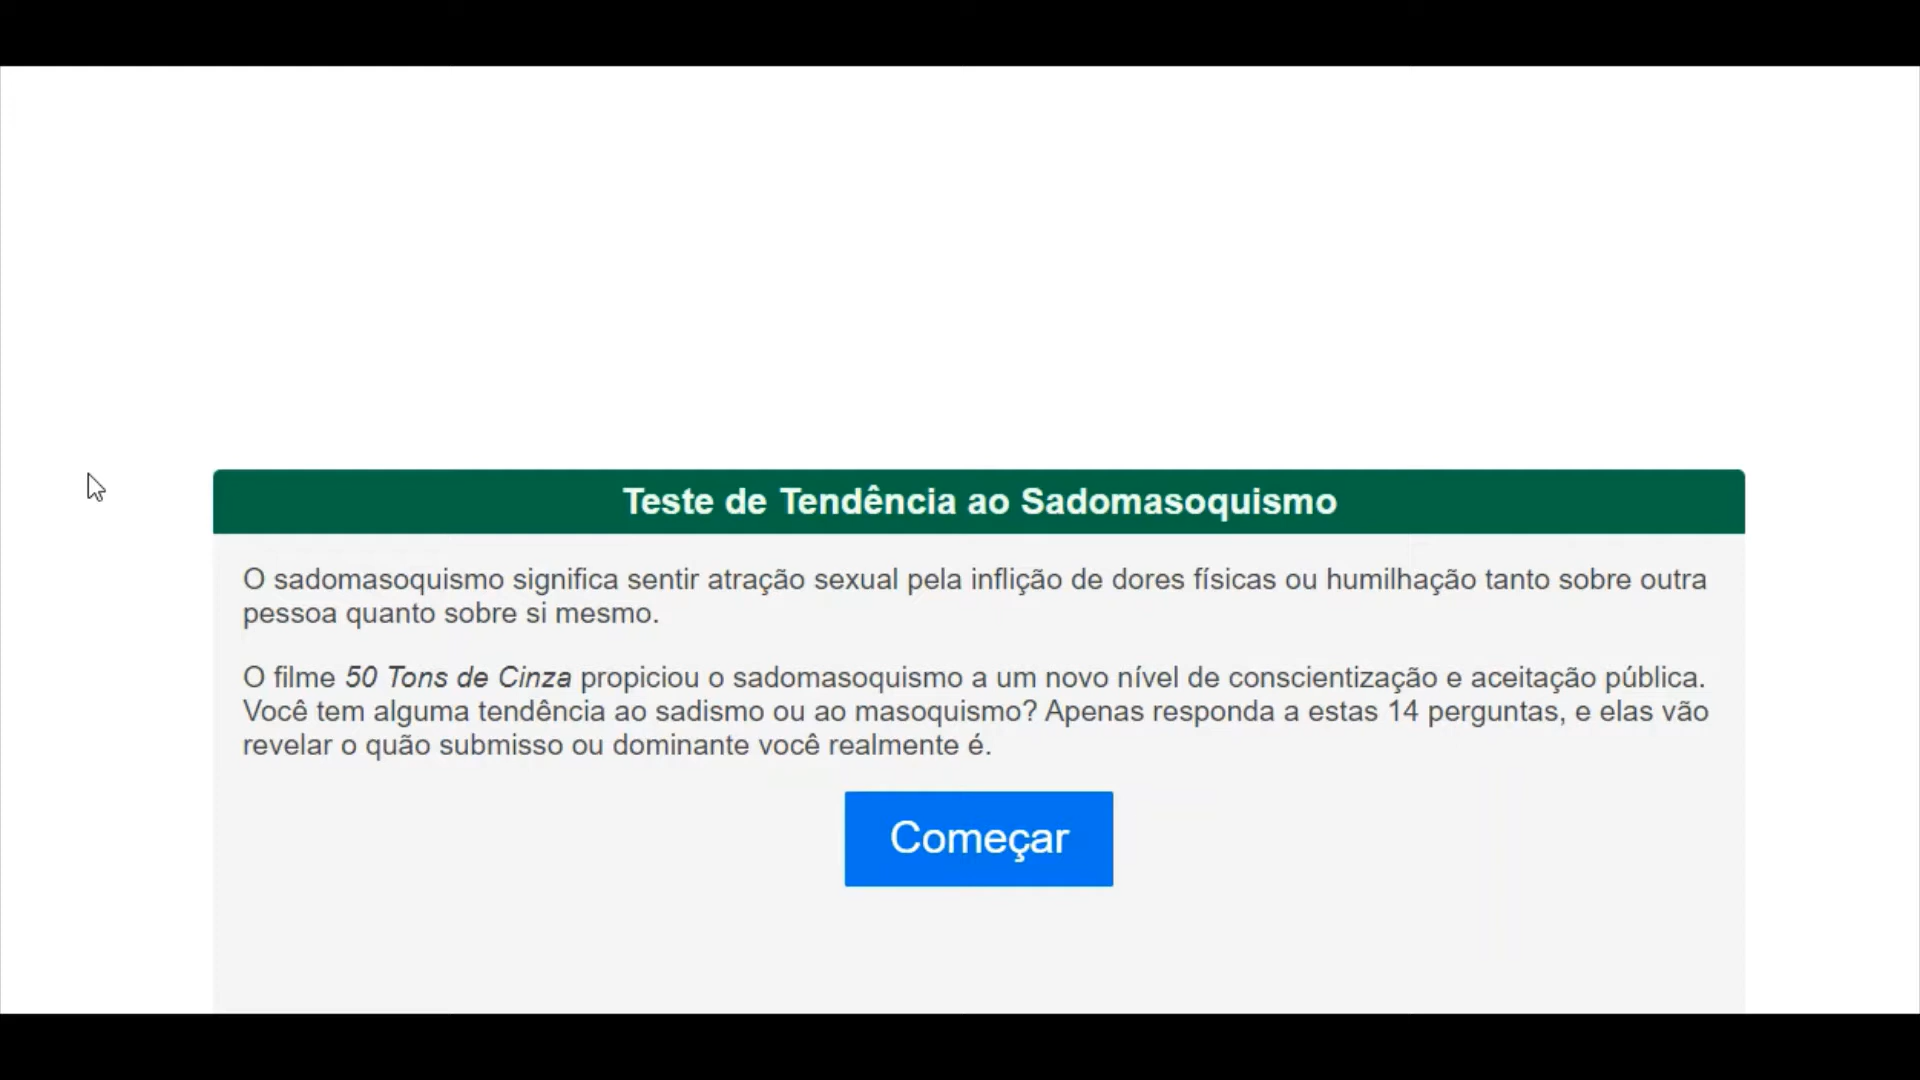 Teste de Tendência ao Sadomasoquismo
O sadomasoquismo significa sentir atração sexual pela inflição de dores físicas ou humilhação tanto sobre outra
pessoa quanto sobre si mesmo.
O filme 50 Tons de Cinza propiciou o sadomasoquismo a um novo nível de conscientização e aceitação pública.
Você tem alguma tendência ao sadismo ou ao masoquismo? Apenas responda a estas 14 perguntas, e elas vão
revelar o quão submisso ou dominante você realmente é.
Começar